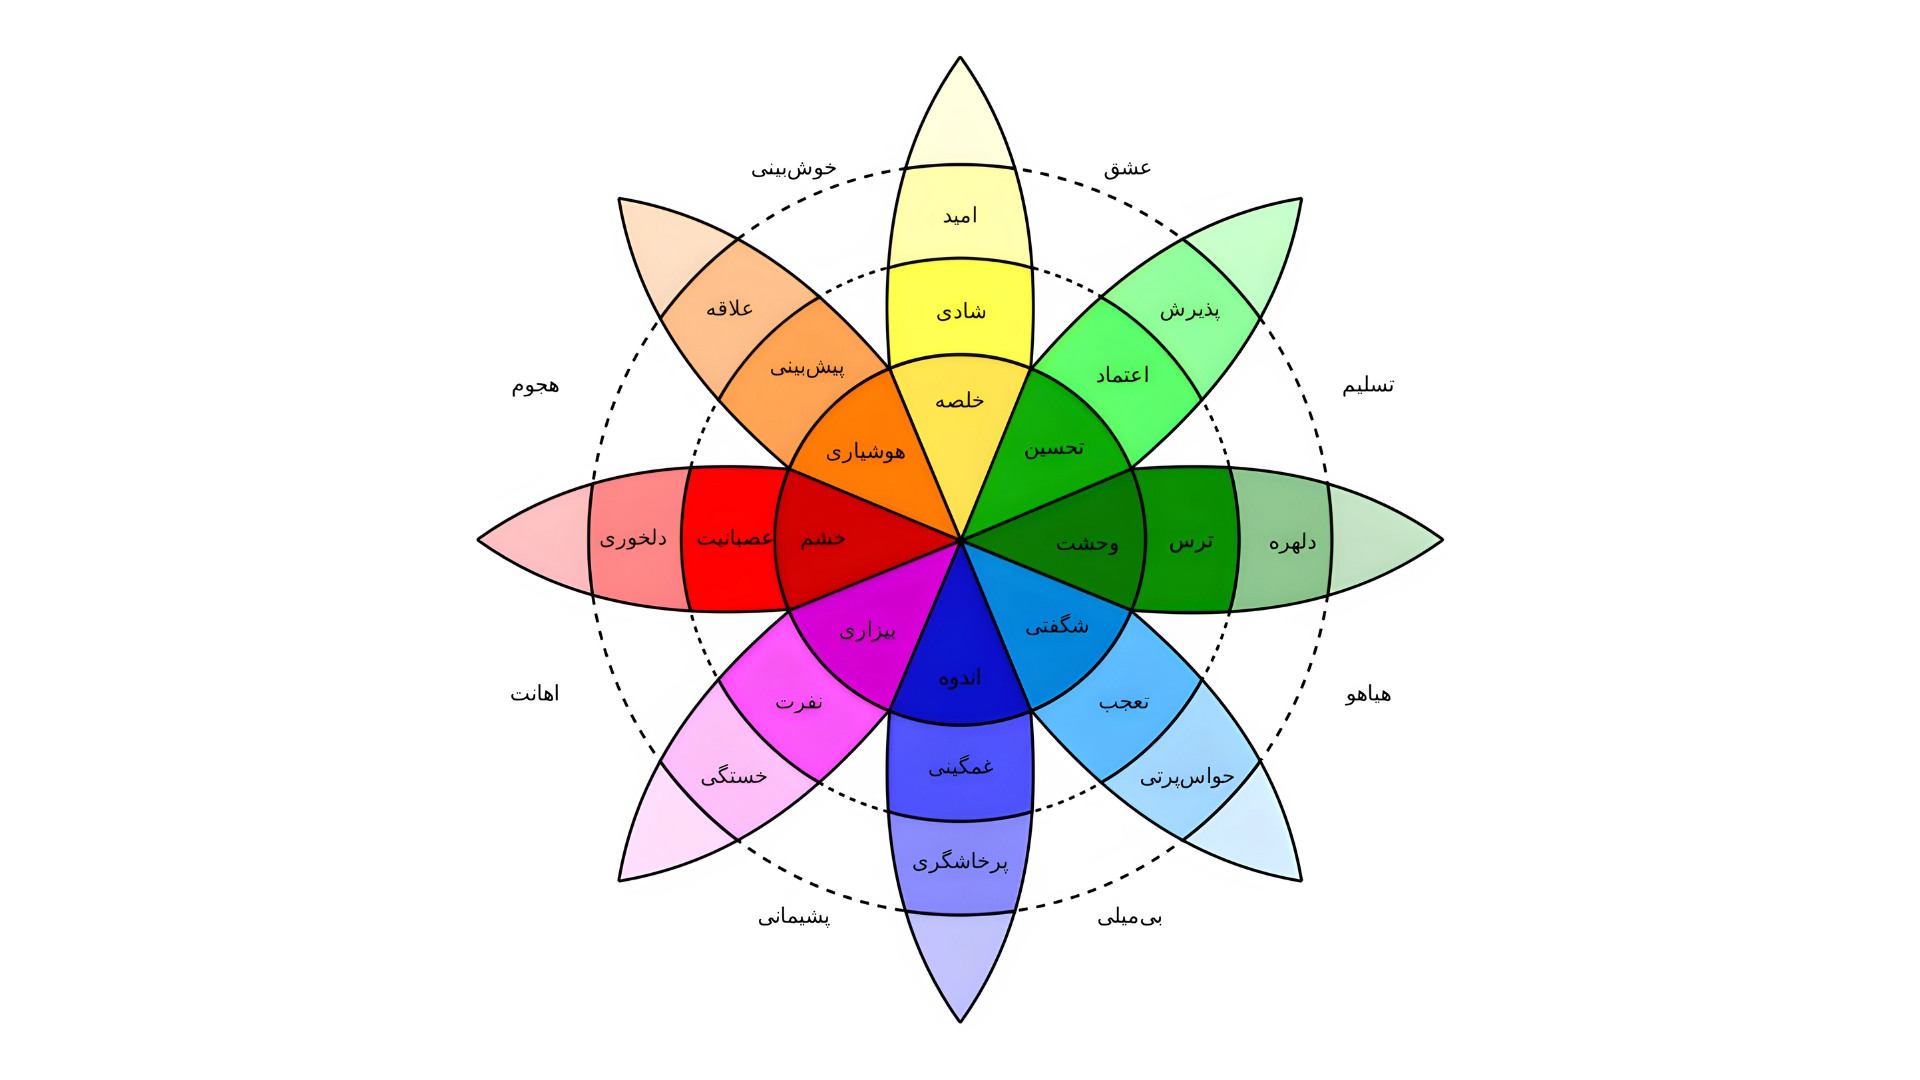 خوش‌بینی
عشق
امید
علاقه
پذیرش
شادی
پیش‌بینی
اعتماد
هجوم
تسلیم
خلصه
هوشیاری
تحسین
دلخوری
عصبانیت
خشم
وحشت
ترس
دلهره
بیزاری
شگفتی
اندوه
اهانت
هیاهو
نفرت
تعجب
غمگینی
خستگی
حواس‌پرتی
پرخاشگری
پشیمانی
بی‌میلی